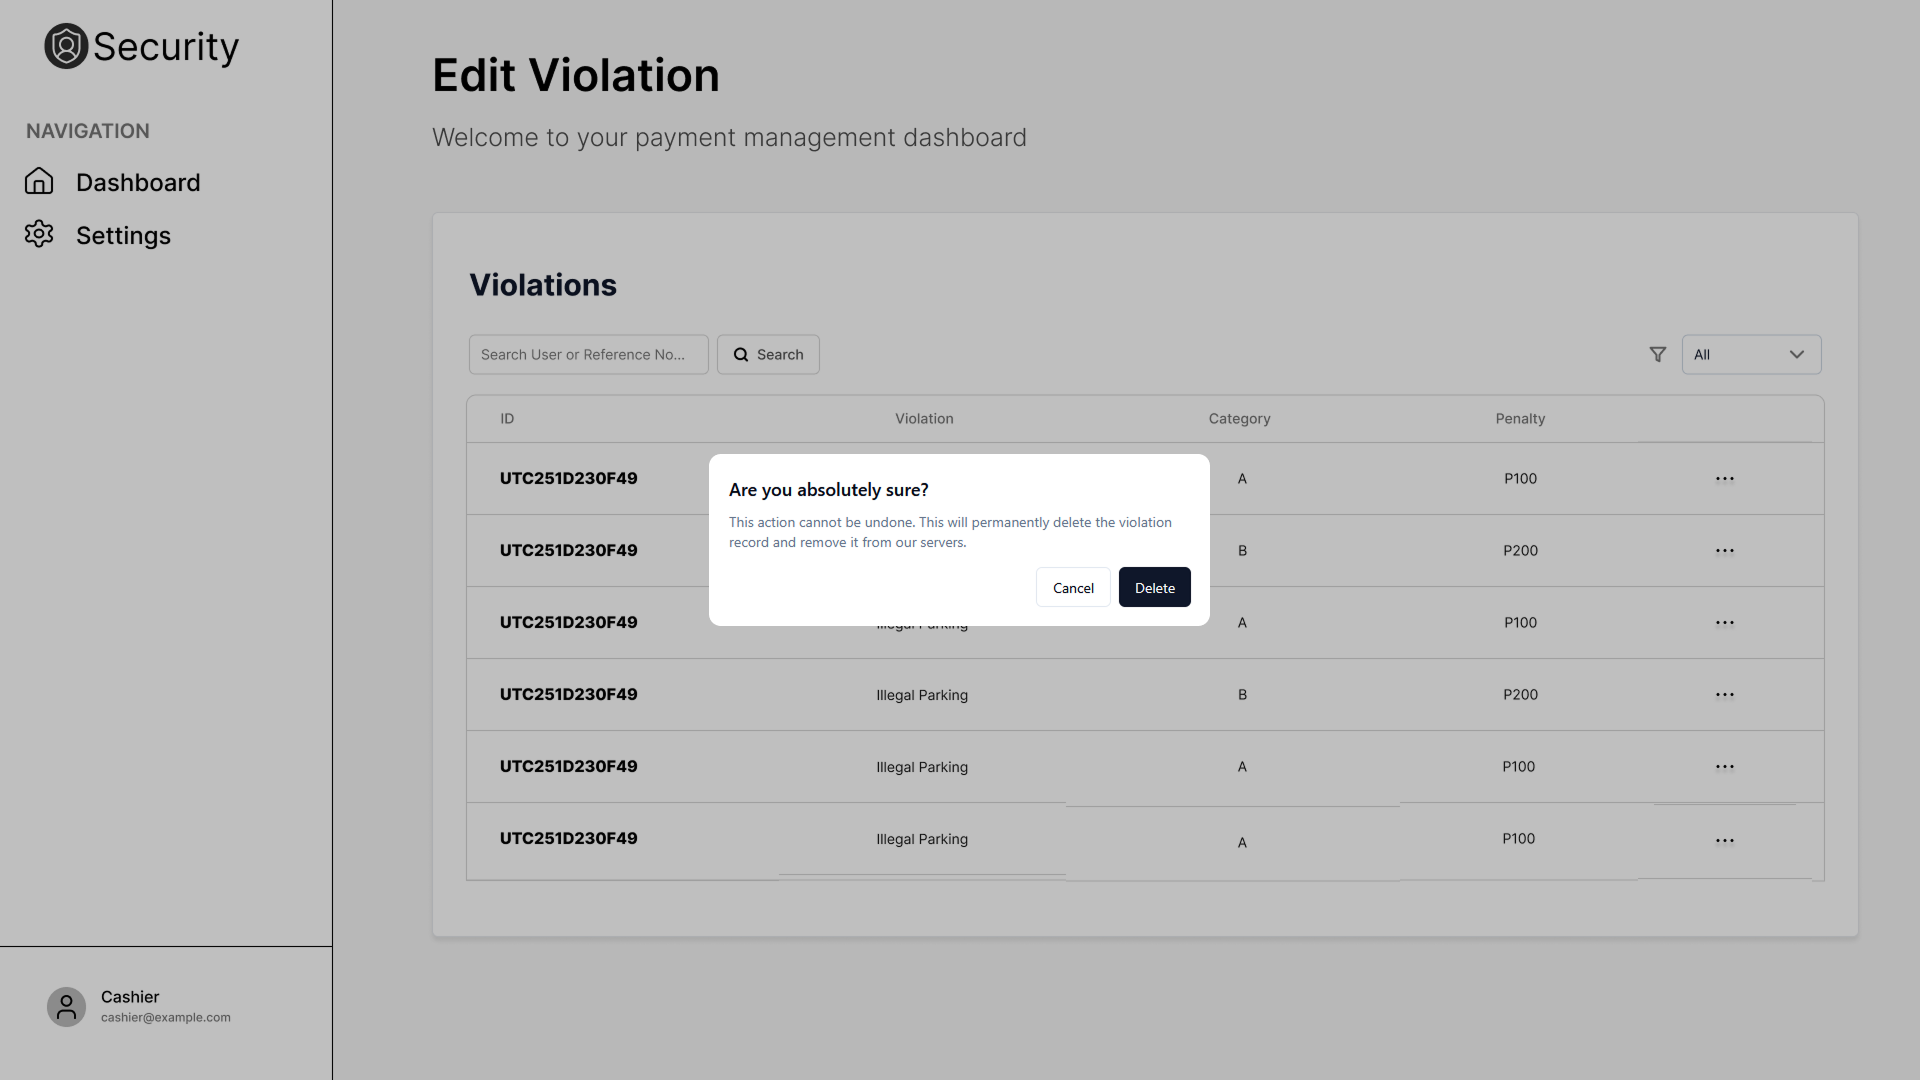 Security
NAVIGATION
Dashboard
Settings
Cashier
cashier@example.com
Edit Violation
Welcome to your payment management dashboard
Violations
Search User or Reference No...
Search
All
ID Violation Category Penalty
UTC251D230F49 A P100 ...
UTC251D230F49 B P200 ...
UTC251D230F49 Illegal Parking A P100 ...
UTC251D230F49 Illegal Parking B P200 ...
UTC251D230F49 Illegal Parking A P100 ...
UTC251D230F49 Illegal Parking A P100 ...
Are you absolutely sure?
This action cannot be undone. This will permanently delete the violation
record and remove it from our servers.
Cancel
Delete